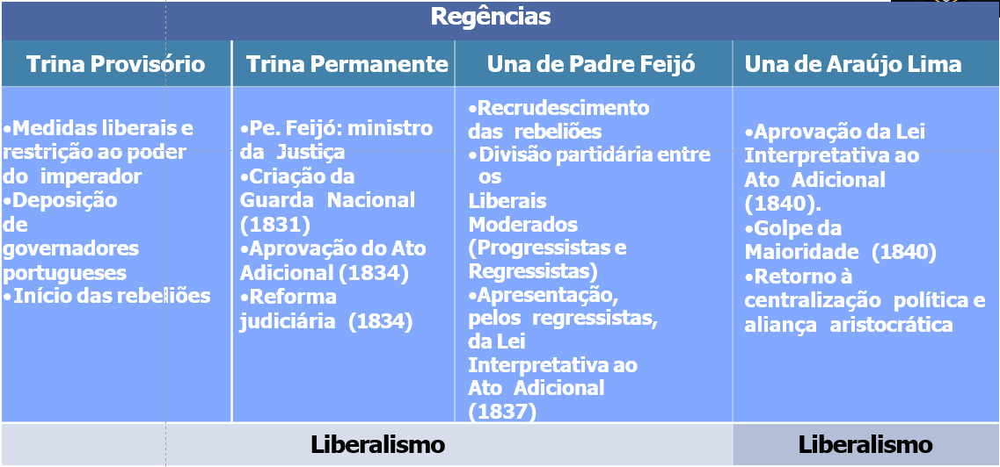 Regências
Trina Provisório
Trina Permanente
Una de Padre Feijó
Una de Araújo Lima
•Medidas liberais e
restrição ao poder
do imperador
•Deposição
de
governadores
portugueses
•Início das rebeliões
•Pe. Feijó: ministro
da Justiça
•Criação da
Guarda Nacional
(1831)
•Aprovação do Ato
Adicional (1834)
•Reforma
judiciária (1834)
•Recrudescimento
das rebeliões
•Divisão partidária entre
os
Liberais
Moderados
(Progressistas e
Regressistas)
•Apresentação,
pelos regressistas,
da Lei
Interpretativa ao
Ato Adicional
(1837)
•Aprovação da Lei
Interpretativa ao
Ato Adicional
(1840).
•Golpe da
Maioridade (1840)
•Retorno à
centralização política e
aliança aristocrática
Liberalismo
Liberalismo